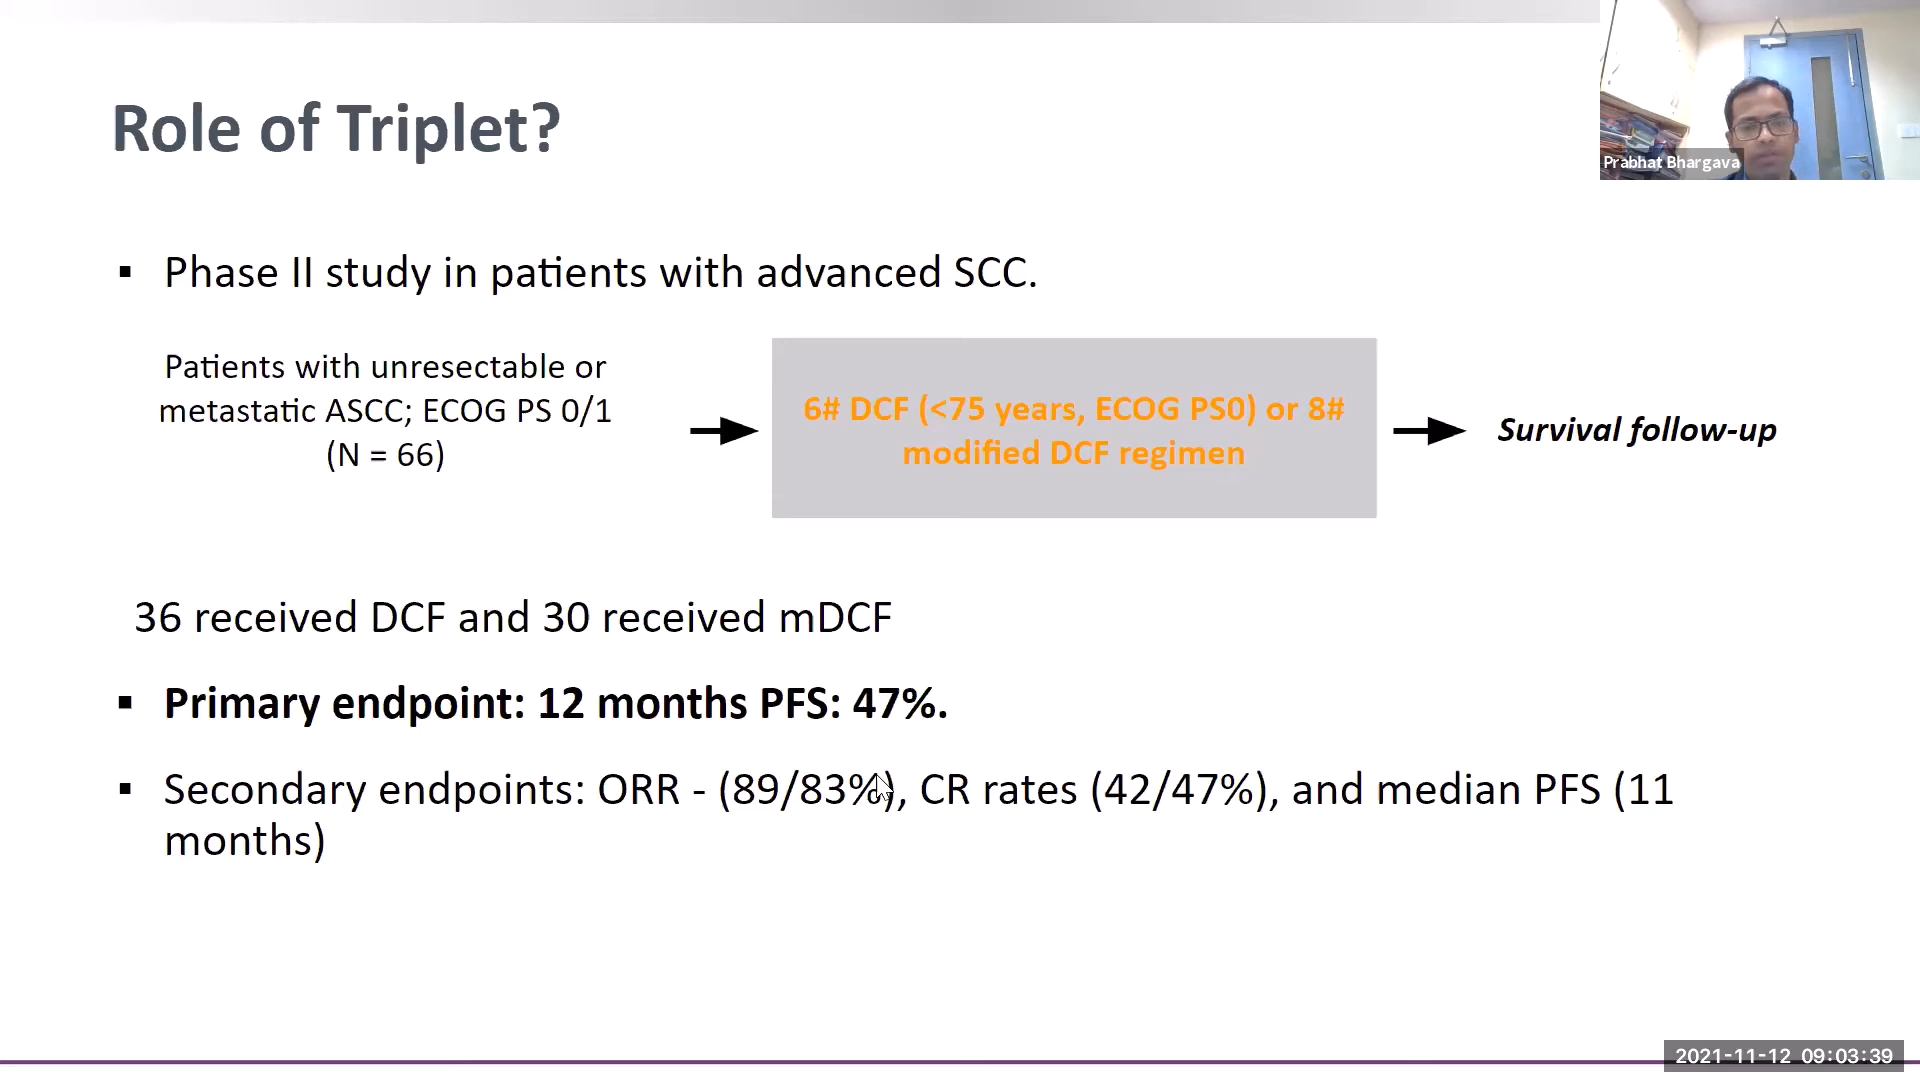 Role of Triplet?
Prabhat Bhargava
▪ Phase II study in patients with advanced SCC.
Patients with unresectable or
metastatic ASCC; ECOG PS 0/1
(N = 66)
6# DCF (<75 years, ECOG PS0) or 8#
modified DCF regimen
Survival follow-up
36 received DCF and 30 received mDCF
▪ Primary endpoint: 12 months PFS: 47%.
▪ Secondary endpoints: ORR - (89/83%), CR rates (42/47%), and median PFS (11
months)
2021-11-12 09:03:39